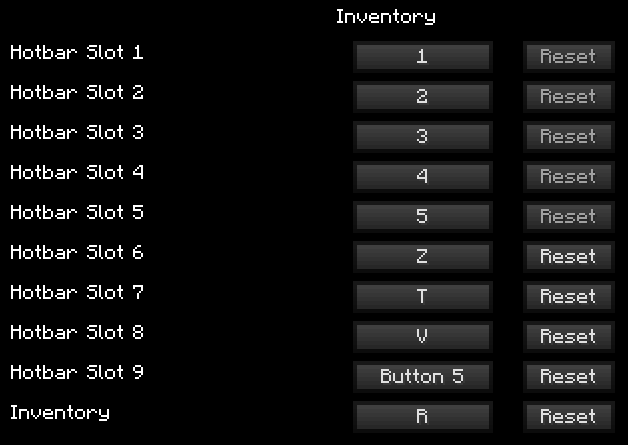 Inventory
Hotbar Slot 1 1 Reset
Hotbar Slot 2 2 Reset
Hotbar Slot 3 3 Reset
Hotbar Slot 4 4 Reset
Hotbar Slot 5 5 Reset
Hotbar Slot 6 Z Reset
Hotbar Slot 7 T Reset
Hotbar Slot 8 V Reset
Hotbar Slot 9 Button 5 Reset
Inventory R Reset